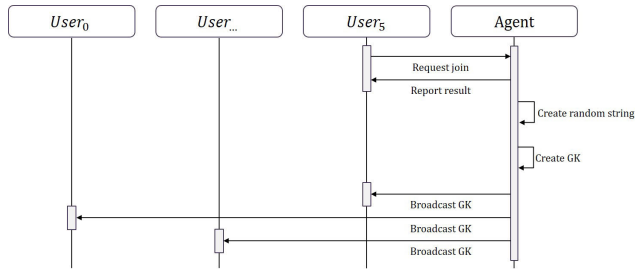 User₀ User... User₅ Agent
Request join
Report result
Create random string
Create GK
Broadcast GK
Broadcast GK
Broadcast GK